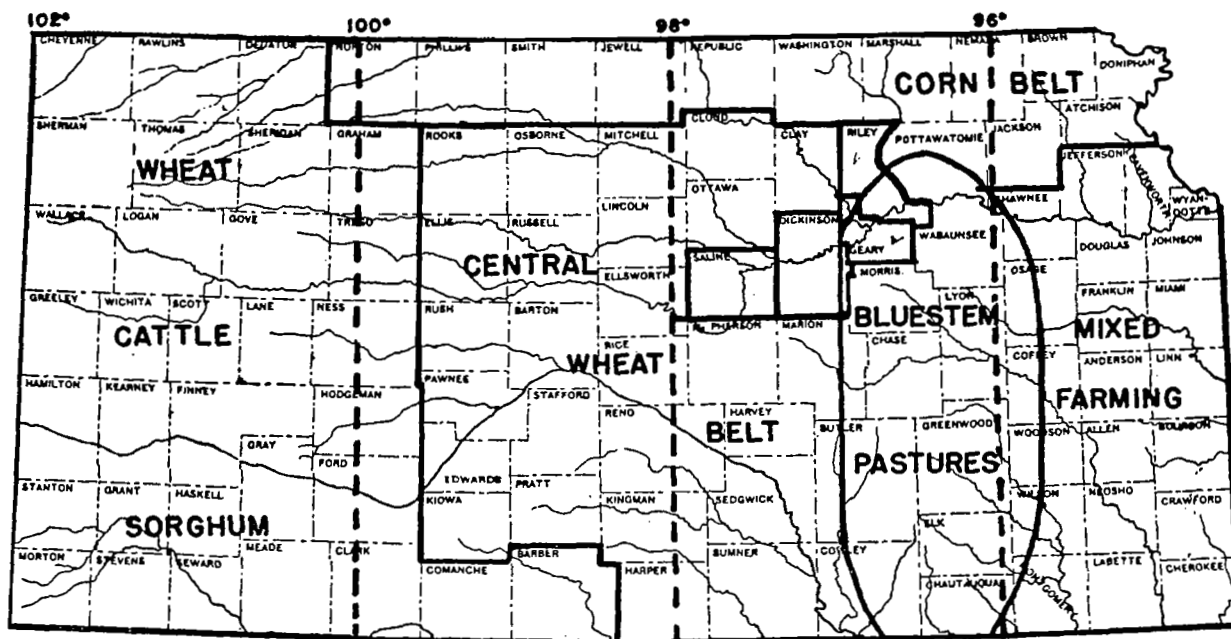 102° 100° 98° 96°
CHEYENNE RAWLINS DECATUR NORTON PHILLIPS SMITH JEWELL REPUBLIC WASHINGTON MARSHALL NEMAHA BROWN
DONIPHAN
CORN BELT
ATCHISON
SHERMAN THOMAS SHERIDAN GRAHAM ROOKS OSBORNE MITCHELL CLOUD CLAY RILEY POTTAWATOMIE JACKSON
JEFFERSON
LEAVENWORTH
WHEAT
OTTAWA
LINCOLN
SHAWNEE
WYAN-
DOTTE
WALLACE LOGAN GOVE TREGO ELLIS RUSSELL DICKINSON
GEARY WABAUNSEE
DOUGLAS JOHNSON
CENTRAL
SALINE
ELLSWORTH
MORRIS OSAGE
FRANKLIN MIAMI
GREELEY WICHITA SCOTT LANE NESS RUSH BARTON
LYON
McPHERSON MARION
BLUESTEM
MIXED
CATTLE
RICE
CHASE
COFFEY ANDERSON LINN
WHEAT
HAMILTON KEARNEY FINNEY HODGEMAN PAWNEE STAFFORD
FARMING
RENO HARVEY
BELT
BUTLER GREENWOOD WOODSON ALLEN BOURBON
GRAY
FORD
PASTURES
EDWARDS PRATT
STANTON GRANT HASKELL KIOWA KINGMAN SEDGWICK
WILSON NEOSHO CRAWFORD
SORGHUM
ELK
MORTON STEVENS SEWARD MEADE CLARK COMANCHE BARBER HARPER SUMNER COWLEY
CHAUTAUQUA MONTGOMERY LABETTE CHEROKEE